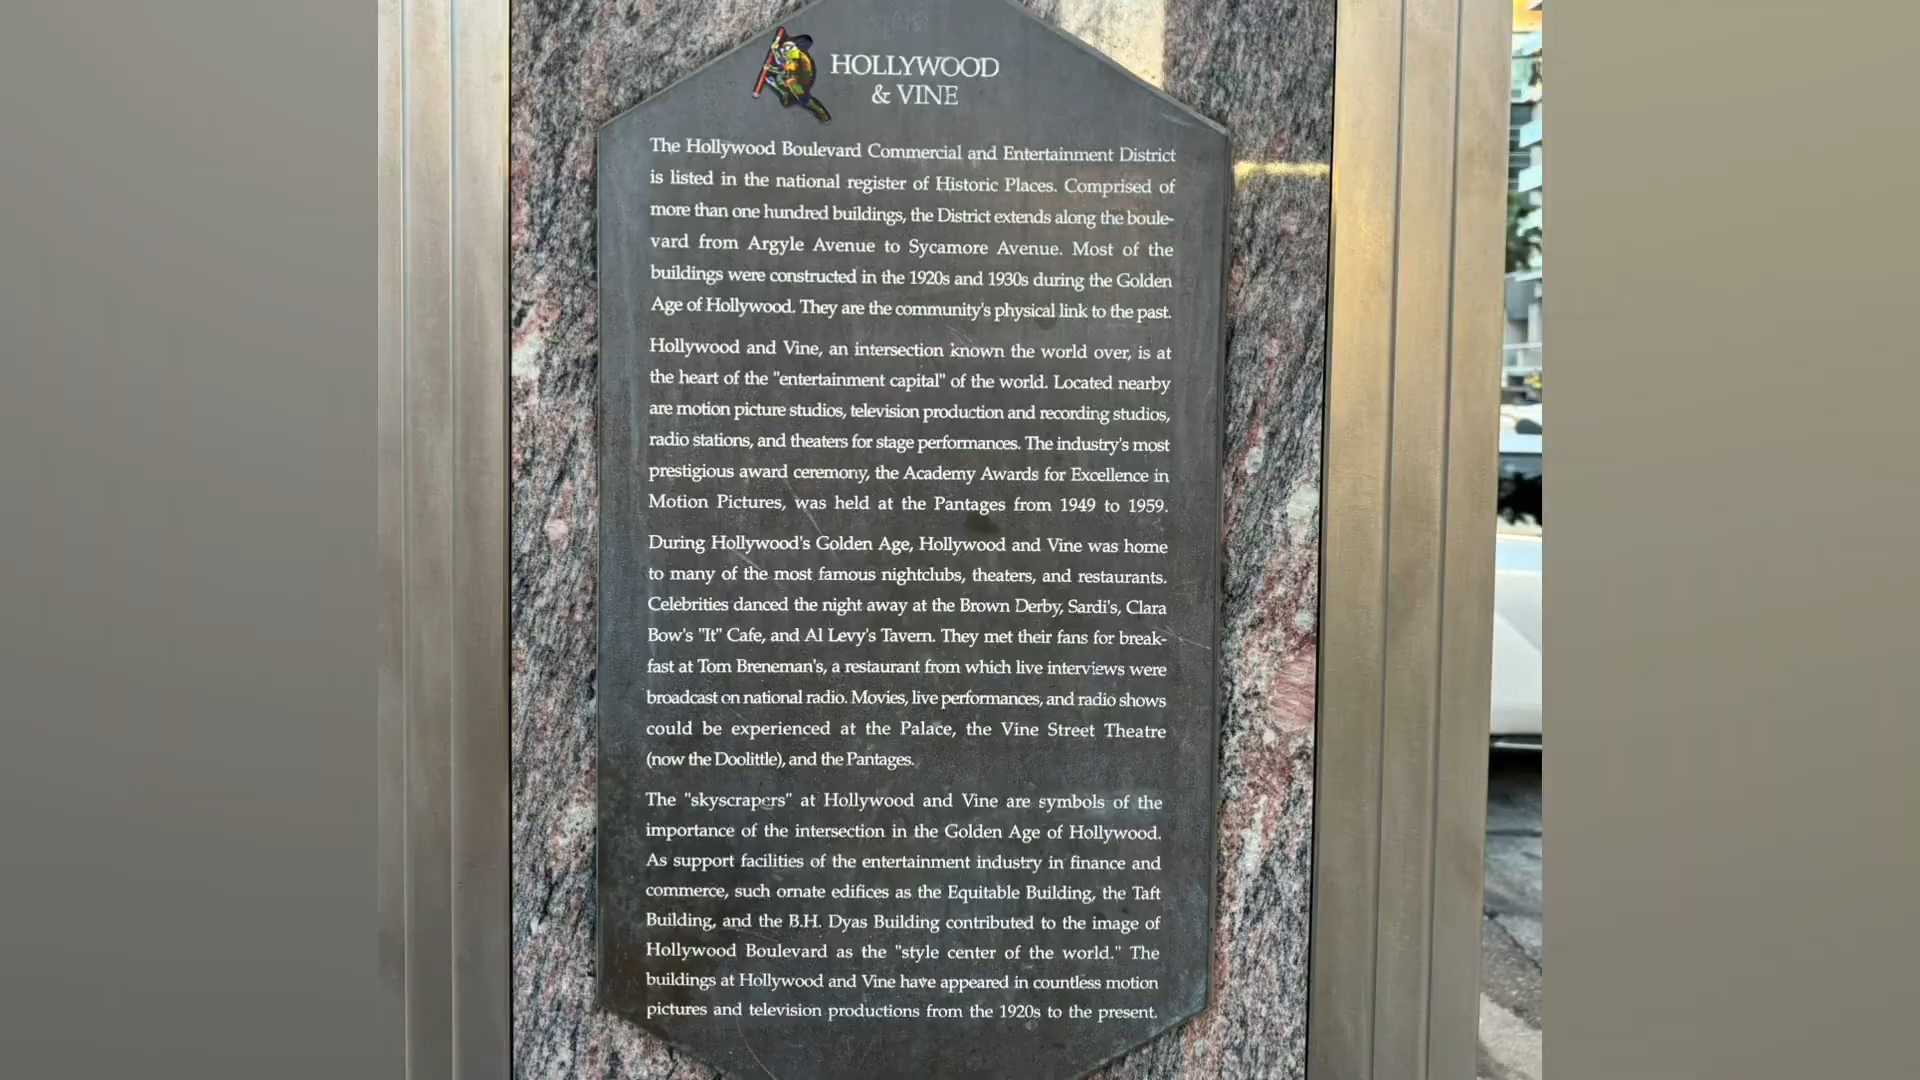 HOLLYWOOD
& VINE
The Hollywood Boulevard Commercial and Entertainment District
is listed in the national register of Historic Places. Comprised of
more than one hundred buildings, the District extends along the boule-
vard from Argyle Avenue to Sycamore Avenue. Most of the
buildings were constructed in the 1920s and 1930s during the Golden
Age of Hollywood. They are the community's physical link to the past.
Hollywood and Vine, an intersection known the world over, is at
the heart of the "entertainment capital" of the world. Located nearby
are motion picture studios, television production and recording studios,
radio stations, and theaters for stage performances. The industry's most
prestigious award ceremony, the Academy Awards for Excellence in
Motion Pictures, was held at the Pantages from 1949 to 1959.
During Hollywood's Golden Age, Hollywood and Vine was home
to many of the most famous nightclubs, theaters, and restaurants.
Celebrities danced the night away at the Brown Derby, Sardi's, Clara
Bow's "It" Cafe, and Al Levy's Tavern. They met their fans for break-
fast at Tom Breneman's, a restaurant from which live interviews were
broadcast on national radio. Movies, live performances, and radio shows
could be experienced at the Palace, the Vine Street Theatre
(now the Doolittle), and the Pantages.
The "skyscrapers" at Hollywood and Vine are symbols of the
importance of the intersection in the Golden Age of Hollywood.
As support facilities of the entertainment industry in finance and
commerce, such ornate edifices as the Equitable Building, the Taft
Building, and the B.H. Dyas Building contributed to the image of
Hollywood Boulevard as the "style center of the world." The
buildings at Hollywood and Vine have appeared in countless motion
pictures and television productions from the 1920s to the present.